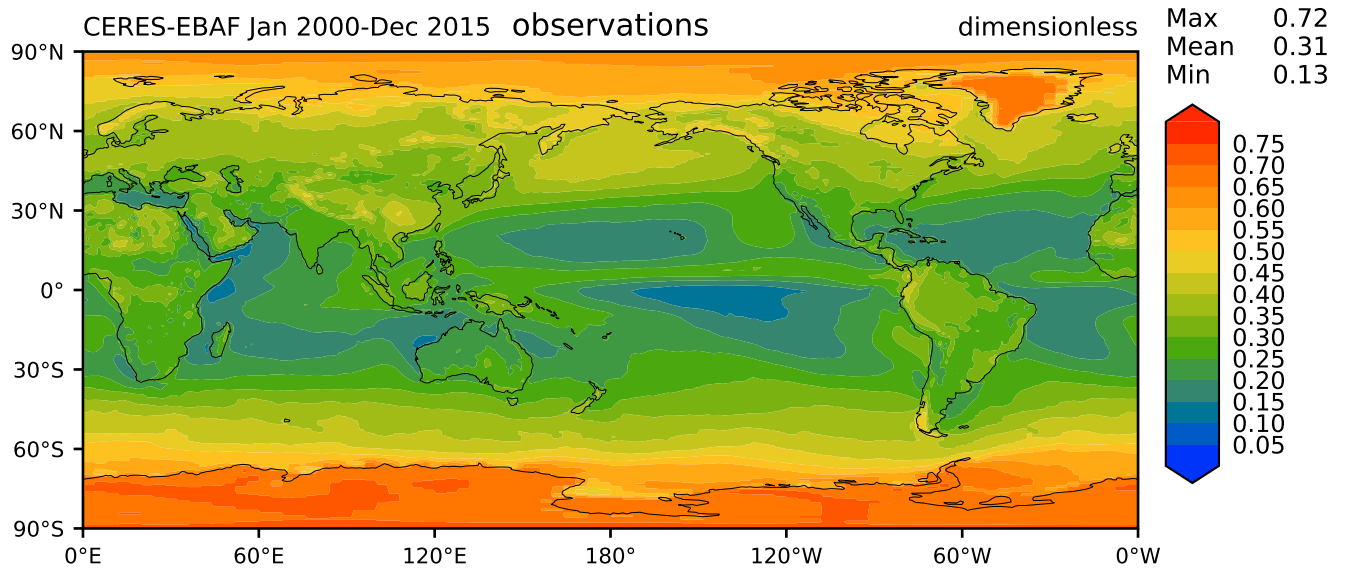 CERES-EBAF Jan 2000-Dec 2015 observations dimensionless
Max 0.72
Mean 0.31
Min 0.13
90°N
60°N
30°N
0°
30°S
60°S
90°S
0°E 60°E 120°E 180° 120°W 60°W 0°W
0.75
0.70
0.65
0.60
0.55
0.50
0.45
0.40
0.35
0.30
0.25
0.20
0.15
0.10
0.05